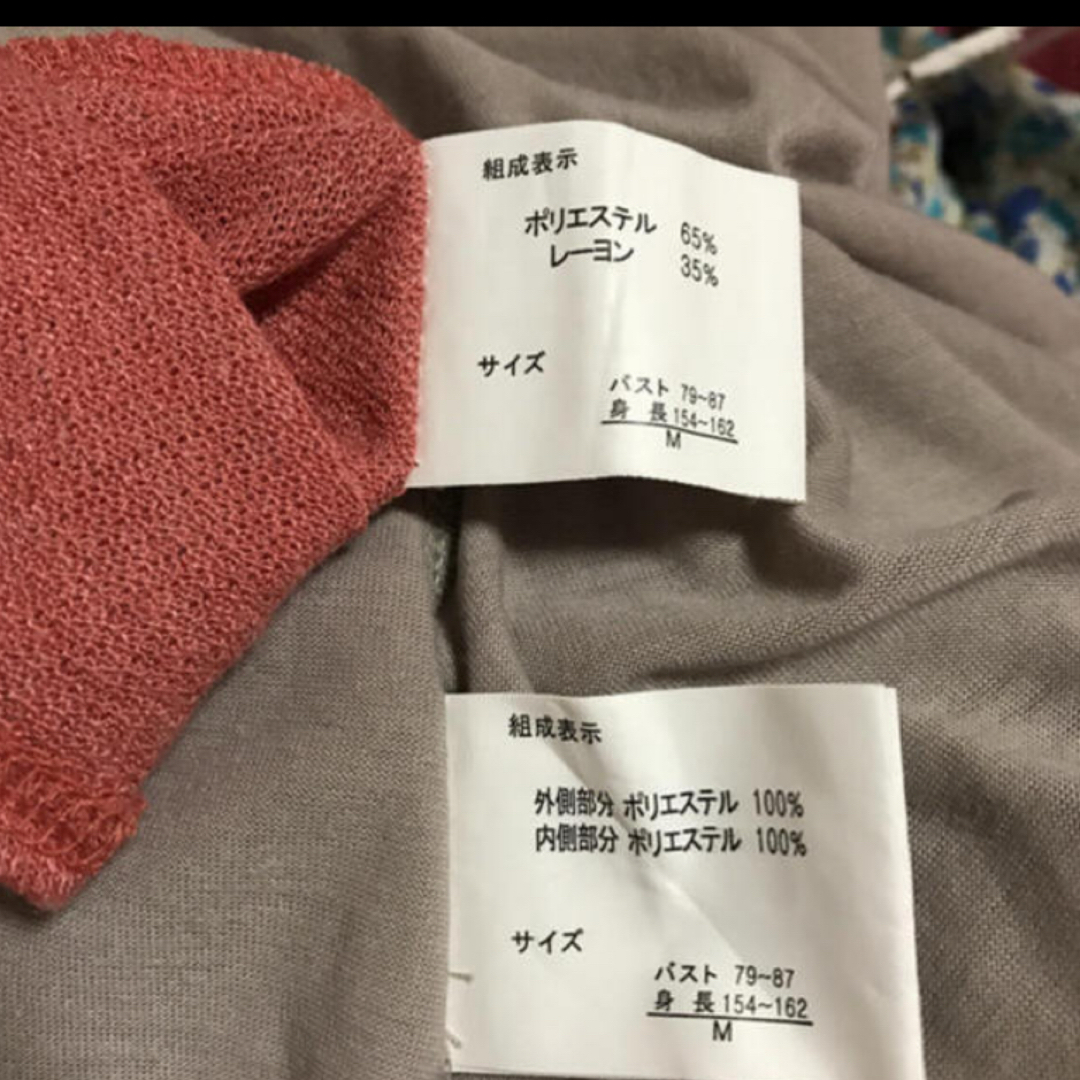 組成表示
ポリエステル 65%
レーヨン 35%
サイズ
バスト 79~87
身 長 154~162
M
組成表示
外側部分 ポリエステル 100%
内側部分 ポリエステル 100%
サイズ
バスト 79~87
身 長 154~162
M